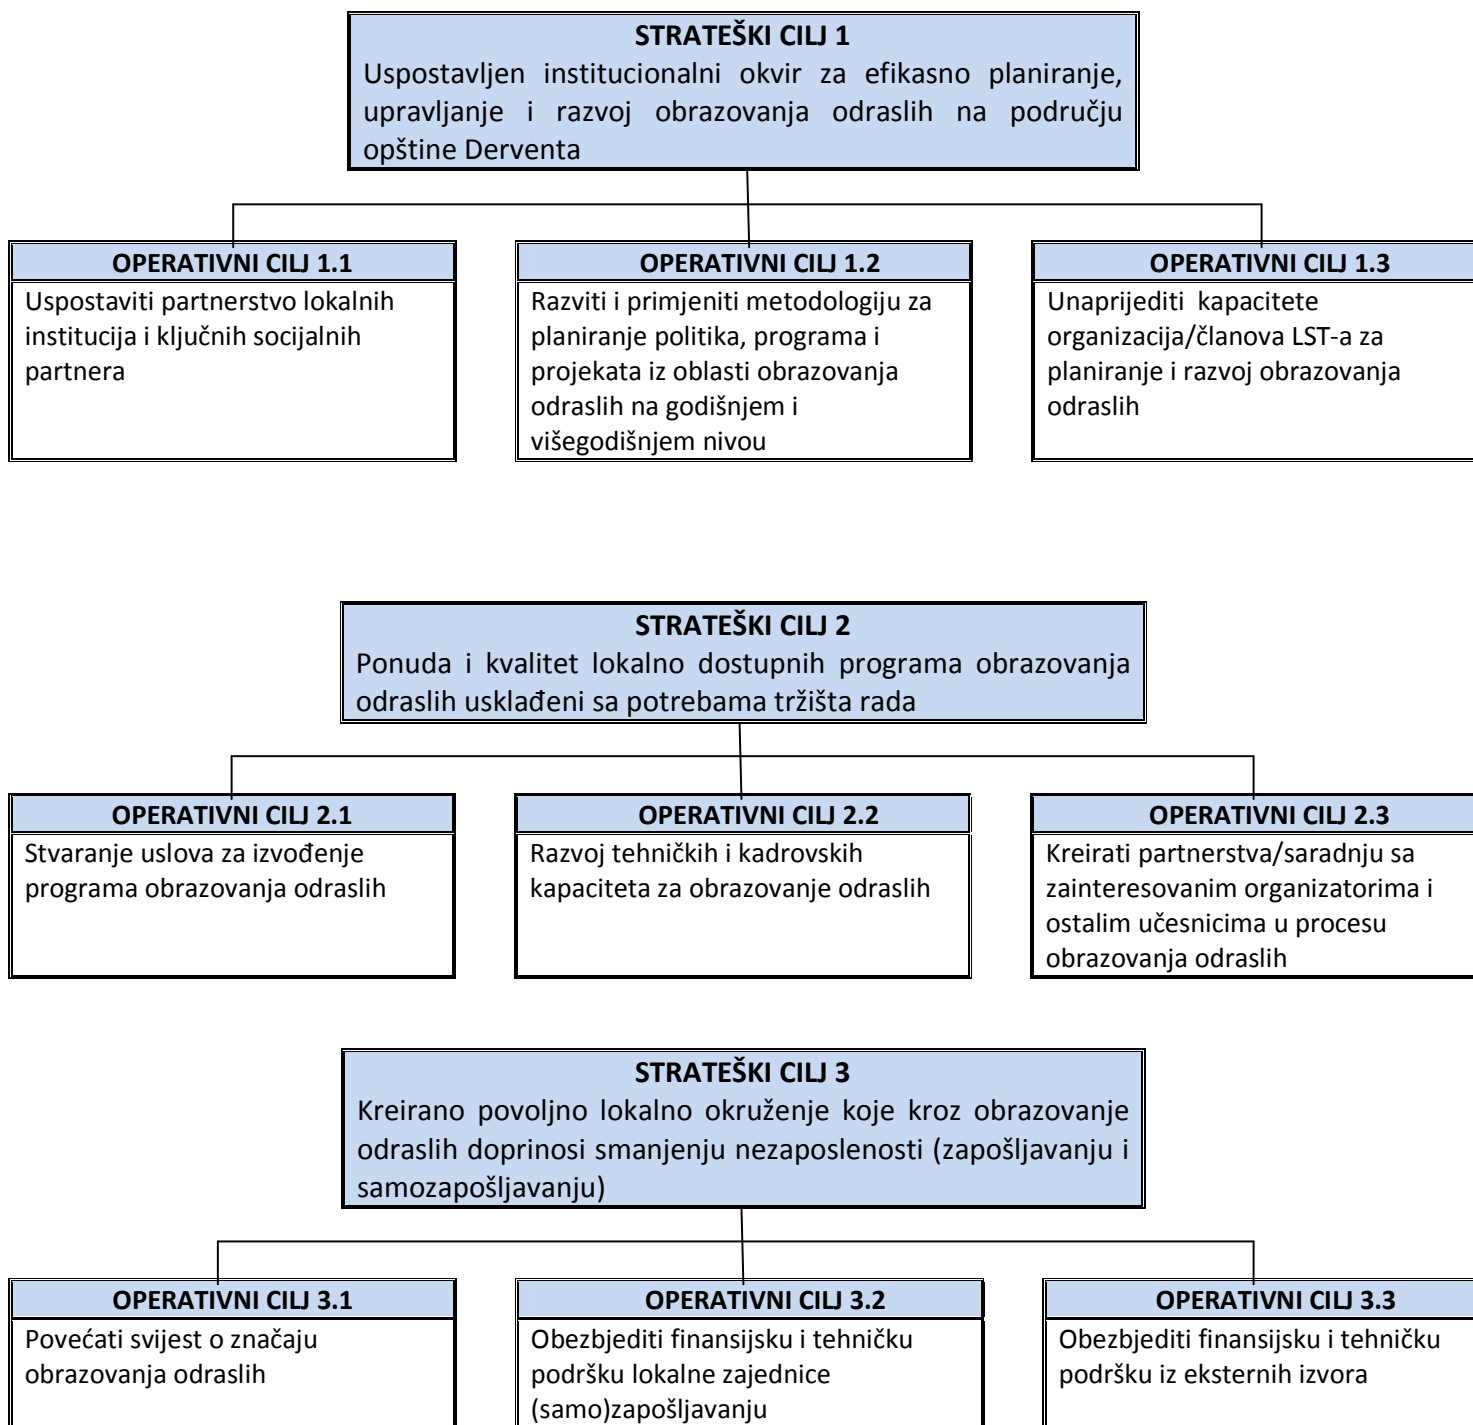 STRATEŠKI CILJ 1
Uspostavljen institucionalni okvir za efikasno planiranje,
upravljanje i razvoj obrazovanja odraslih na području
opštine Derventa
OPERATIVNI CILJ 1.1
Uspostaviti partnerstvo lokalnih
institucija i ključnih socijalnih
partnera
OPERATIVNI CILJ 1.2
Razviti i primjeniti metodologiju za
planiranje politika, programa i
projekata iz oblasti obrazovanja
odraslih na godišnjem i
višegodišnjem nivou
OPERATIVNI CILJ 1.3
Unaprijediti kapacitete
organizacija/članova LST-a za
planiranje i razvoj obrazovanja
odraslih
STRATEŠKI CILJ 2
Ponuda i kvalitet lokalno dostupnih programa obrazovanja
odraslih usklađeni sa potrebama tržišta rada
OPERATIVNI CILJ 2.1
Stvaranje uslova za izvođenje
programa obrazovanja odraslih
OPERATIVNI CILJ 2.2
Razvoj tehničkih i kadrovskih
kapaciteta za obrazovanje odraslih
OPERATIVNI CILJ 2.3
Kreirati partnerstva/saradnju sa
zainteresovanim organizatorima i
ostalim učesnicima u procesu
obrazovanja odraslih
STRATEŠKI CILJ 3
Kreirano povoljno lokalno okruženje koje kroz obrazovanje
odraslih doprinosi smanjenju nezaposlenosti (zapošljavanju i
samozapošljavanju)
OPERATIVNI CILJ 3.1
Povećati svijest o značaju
obrazovanja odraslih
OPERATIVNI CILJ 3.2
Obezbjediti finansijsku i tehničku
podršku lokalne zajednice
(samo)zapošljavanju
OPERATIVNI CILJ 3.3
Obezbjediti finansijsku i tehničku
podršku iz eksternih izvora